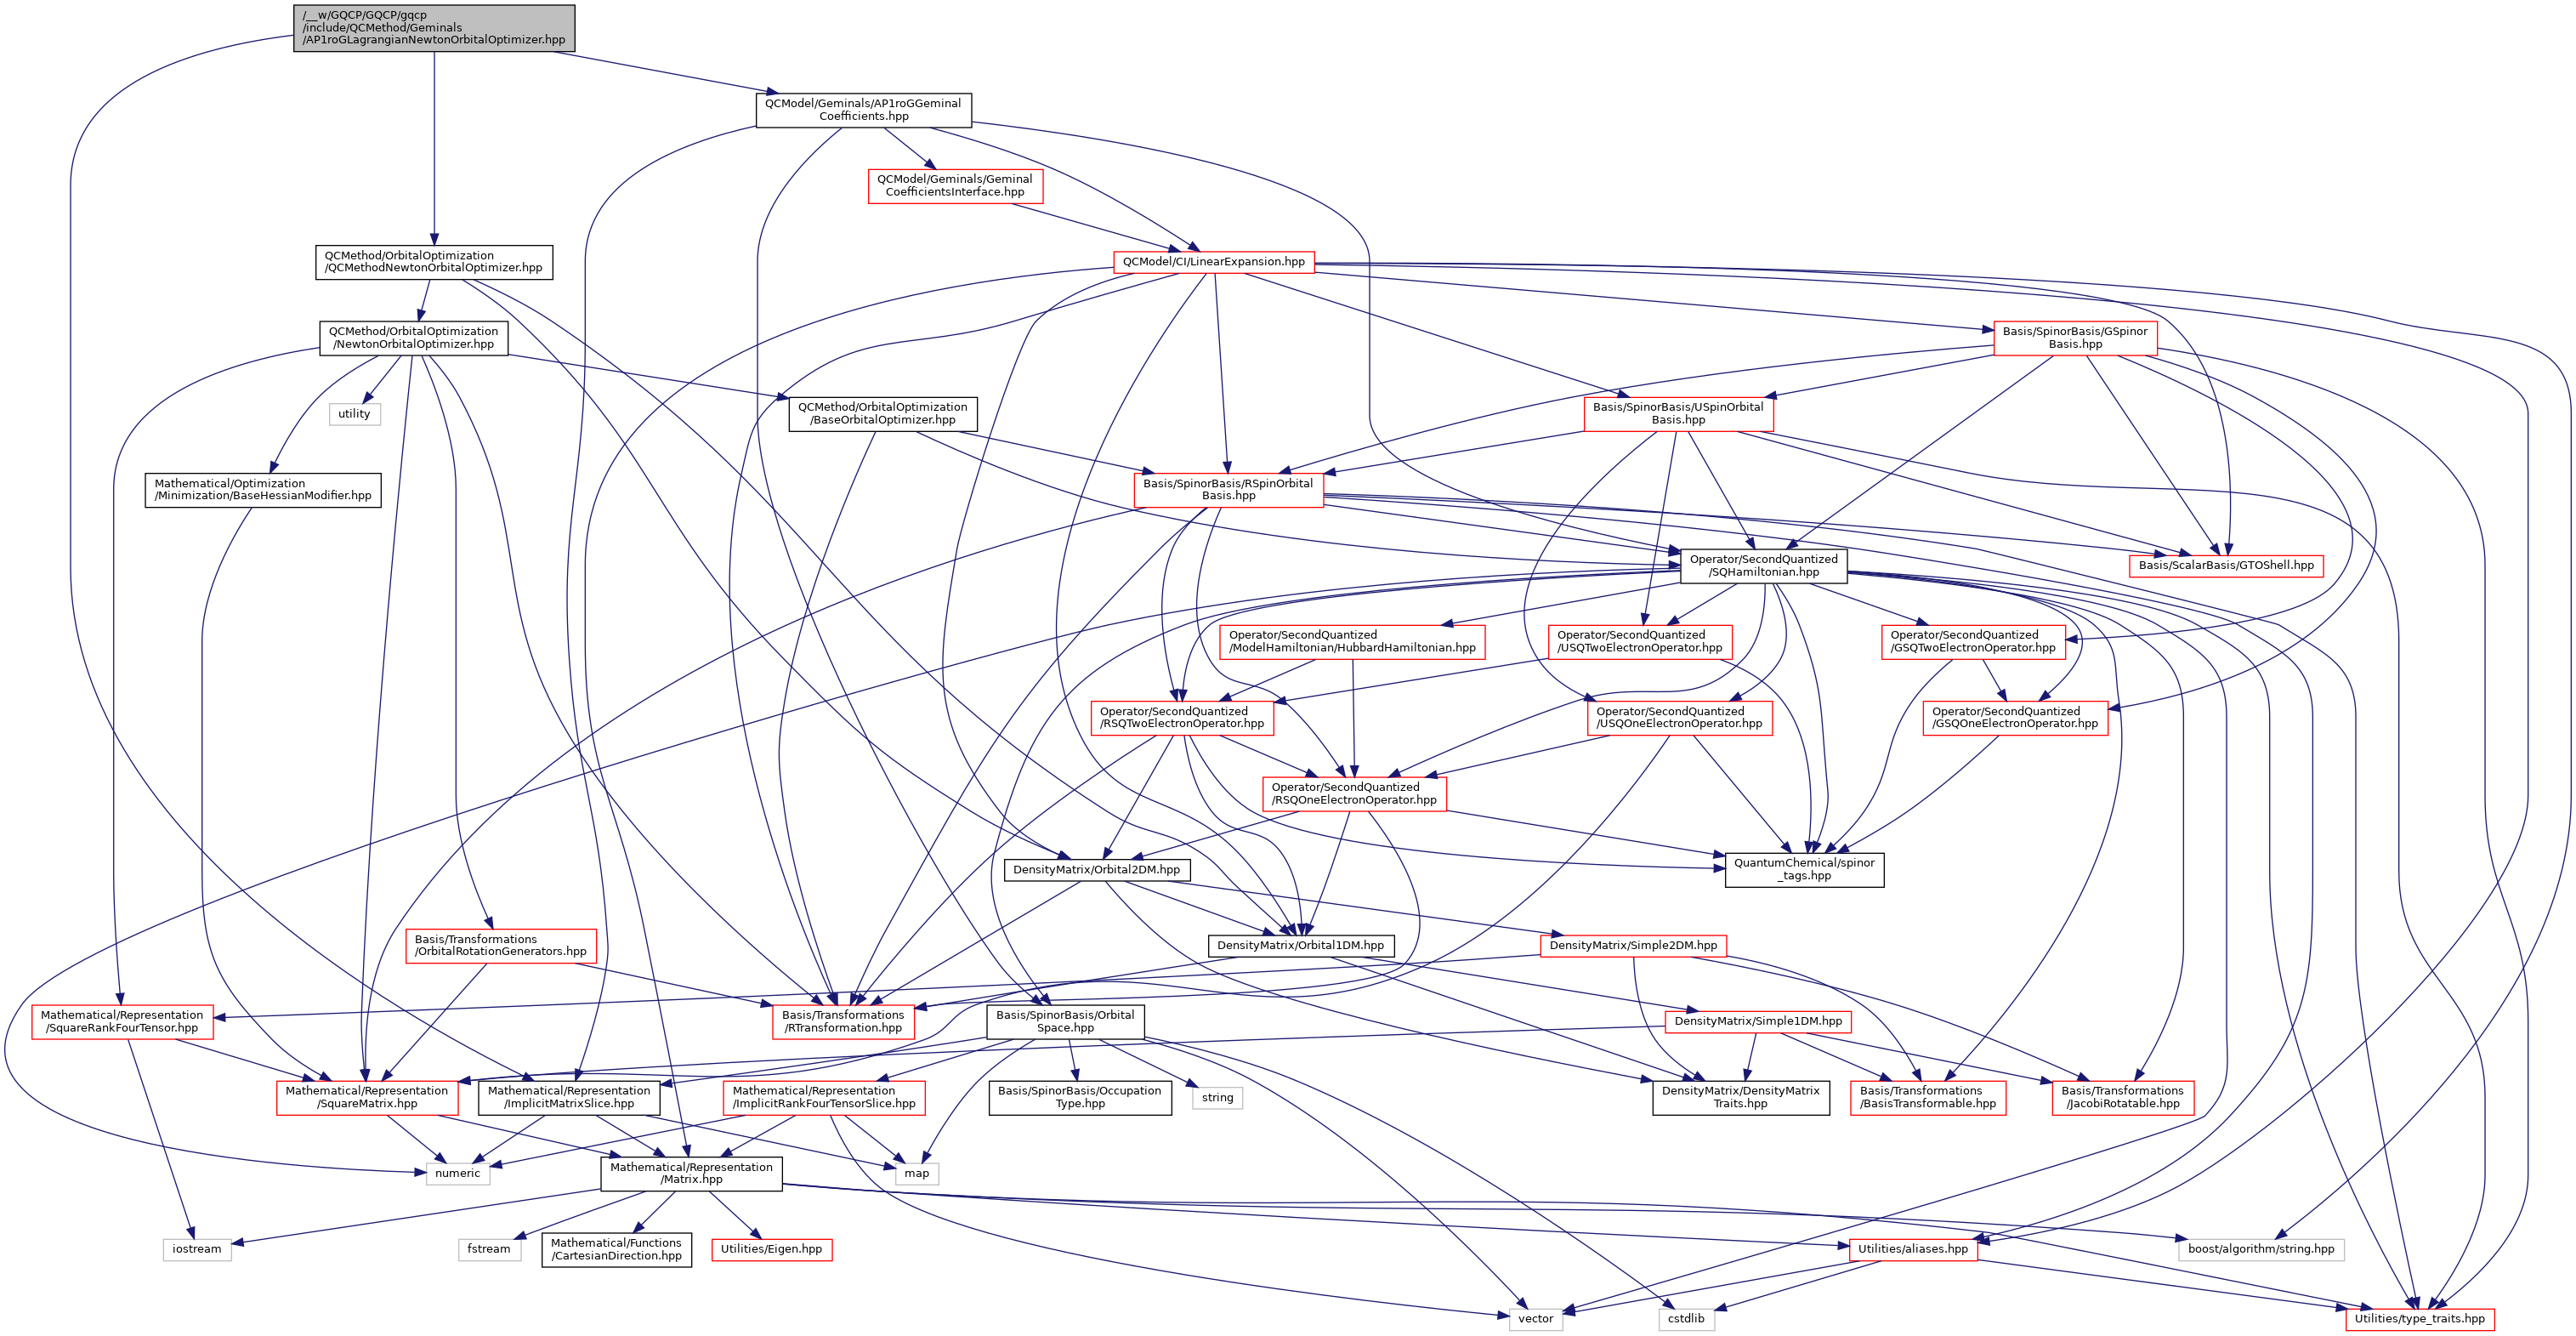 /__w/GQCP/GQCP/gqcp
/include/QCMethod/Geminals
/AP1roGLagrangianNewtonOrbitalOptimizer.hpp
QCModel/Geminals/AP1roGGeminal
Coefficients.hpp
QCModel/Geminals/Geminal
CoefficientsInterface.hpp
QCMethod/OrbitalOptimization
/QCMethodNewtonOrbitalOptimizer.hpp
QCModel/CI/LinearExpansion.hpp
QCMethod/OrbitalOptimization
/NewtonOrbitalOptimizer.hpp
Basis/SpinorBasis/GSpinor
Basis.hpp
utility
QCMethod/OrbitalOptimization
/BaseOrbitalOptimizer.hpp
Basis/SpinorBasis/USpinOrbital
Basis.hpp
Mathematical/Optimization
/Minimization/BaseHessianModifier.hpp
Basis/SpinorBasis/RSpinOrbital
Basis.hpp
Operator/SecondQuantized
/SQHamiltonian.hpp
Basis/ScalarBasis/GTOShell.hpp
Operator/SecondQuantized
/ModelHamiltonian/HubbardHamiltonian.hpp
Operator/SecondQuantized
/USQTwoElectronOperator.hpp
Operator/SecondQuantized
/GSQTwoElectronOperator.hpp
Operator/SecondQuantized
/RSQTwoElectronOperator.hpp
Operator/SecondQuantized
/USQOneElectronOperator.hpp
Operator/SecondQuantized
/GSQOneElectronOperator.hpp
Operator/SecondQuantized
/RSQOneElectronOperator.hpp
DensityMatrix/Orbital2DM.hpp
QuantumChemical/spinor
_tags.hpp
Basis/Transformations
/OrbitalRotationGenerators.hpp
DensityMatrix/Orbital1DM.hpp
DensityMatrix/Simple2DM.hpp
Mathematical/Representation
/SquareRankFourTensor.hpp
Basis/Transformations
/RTransformation.hpp
Basis/SpinorBasis/Orbital
Space.hpp
DensityMatrix/Simple1DM.hpp
Mathematical/Representation
/SquareMatrix.hpp
Mathematical/Representation
/ImplicitMatrixSlice.hpp
Mathematical/Representation
/ImplicitRankFourTensorSlice.hpp
Basis/SpinorBasis/Occupation
Type.hpp
string
DensityMatrix/DensityMatrix
Traits.hpp
Basis/Transformations
/BasisTransformable.hpp
Basis/Transformations
/JacobiRotatable.hpp
numeric
Mathematical/Representation
/Matrix.hpp
map
iostream
fstream
Mathematical/Functions
/CartesianDirection.hpp
Utilities/Eigen.hpp
Utilities/aliases.hpp
boost/algorithm/string.hpp
vector
cstdlib
Utilities/type_traits.hpp